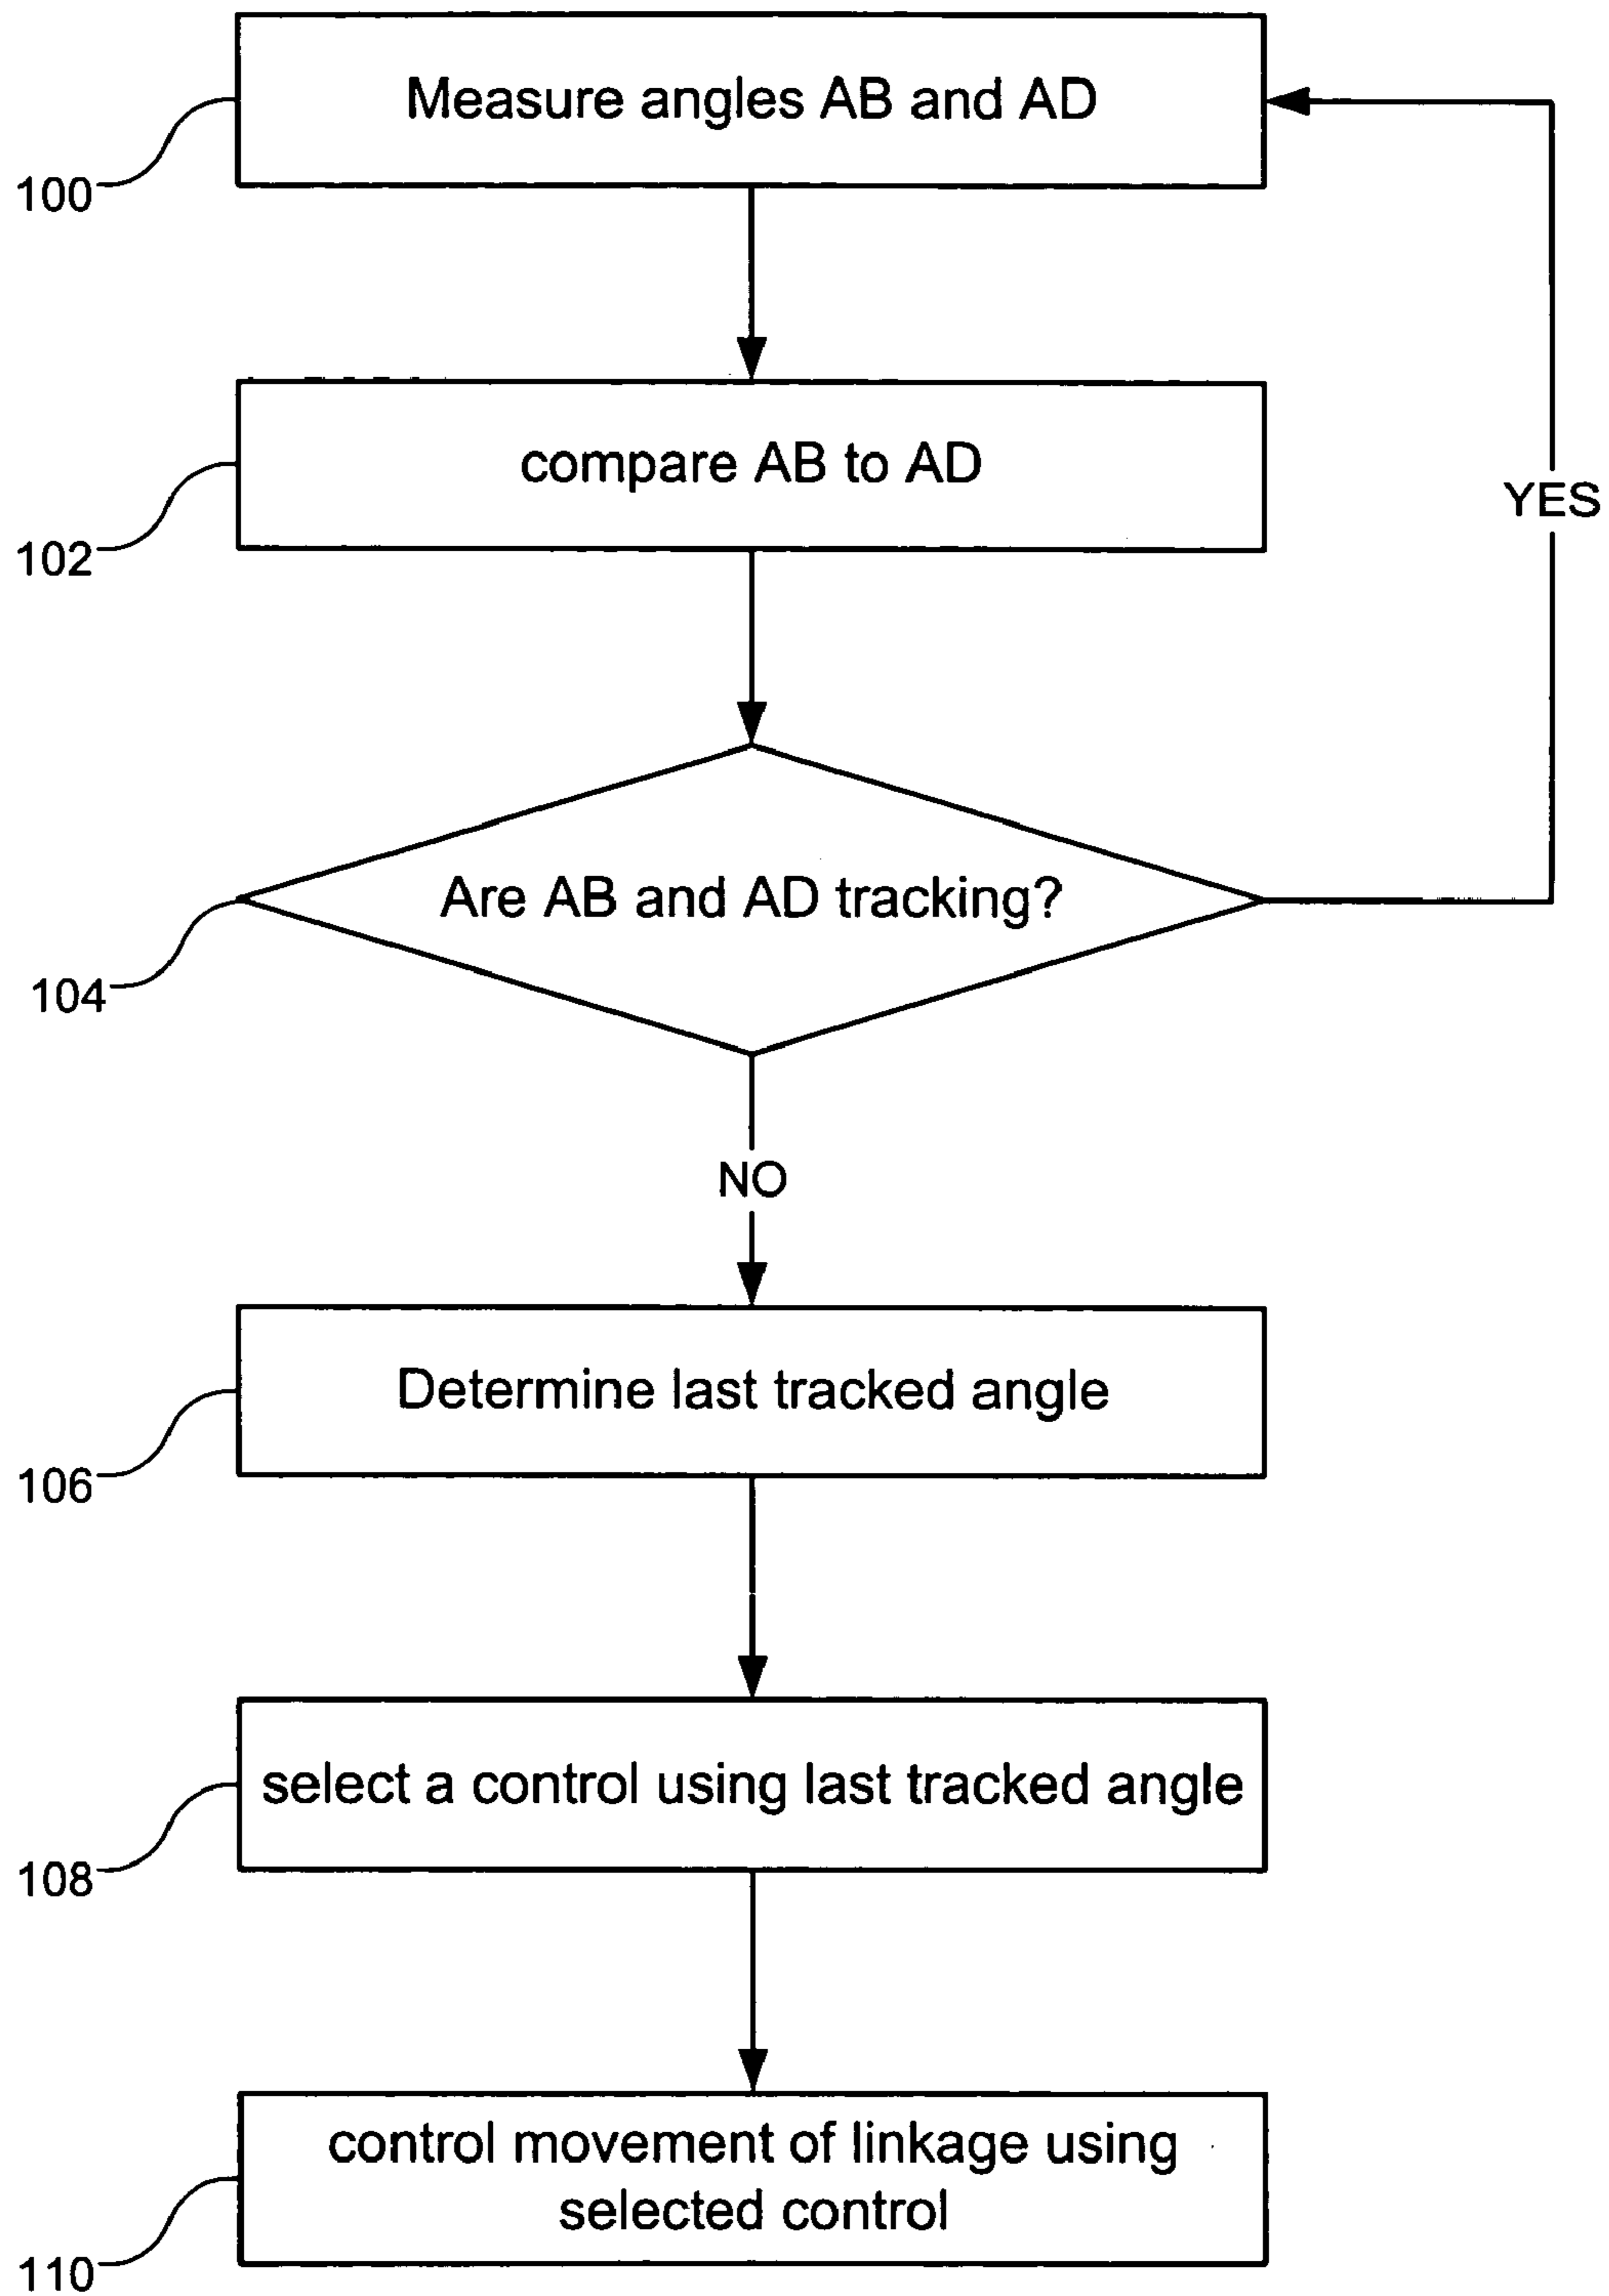 Measure angles AB and AD
100
compare AB to AD
YES
102
Are AB and AD tracking?
104
NO
Determine last tracked angle
106
select a control using last tracked angle
108
control movement of linkage using
selected control
110